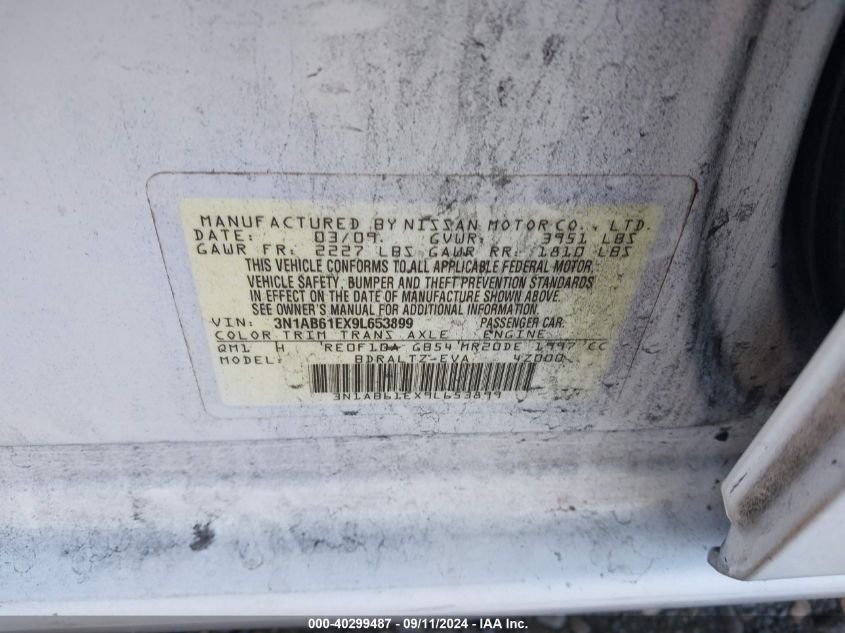 MANUFACTURED BY NISSAN MOTOR CO., LTD.
DATE: 03/09 GVWR: 3951 LBS
GAWR FR: 2227 LBS GAWR RR: 1810 LBS
THIS VEHICLE CONFORMS TO ALL APPLICABLE FEDERAL MOTOR
VEHICLE SAFETY, BUMPER AND THEFT PREVENTION STANDARDS
IN EFFECT ON THE DATE OF MANUFACTURE SHOWN ABOVE.
SEE OWNER'S MANUAL FOR ADDITIONAL INFORMATION.
VIN: 3N1AB61EX9L653899 PASSENGER CAR
COLOR TRIM TRANS AXLE ENGINE
QM1 H RE0F10A GB54 MR20DE 1997 CC
MODEL: BDRALTZ-EVA 4Z000
3N1AB61EX9L653899
000-40299487 - 09/11/2024 - IAA Inc.